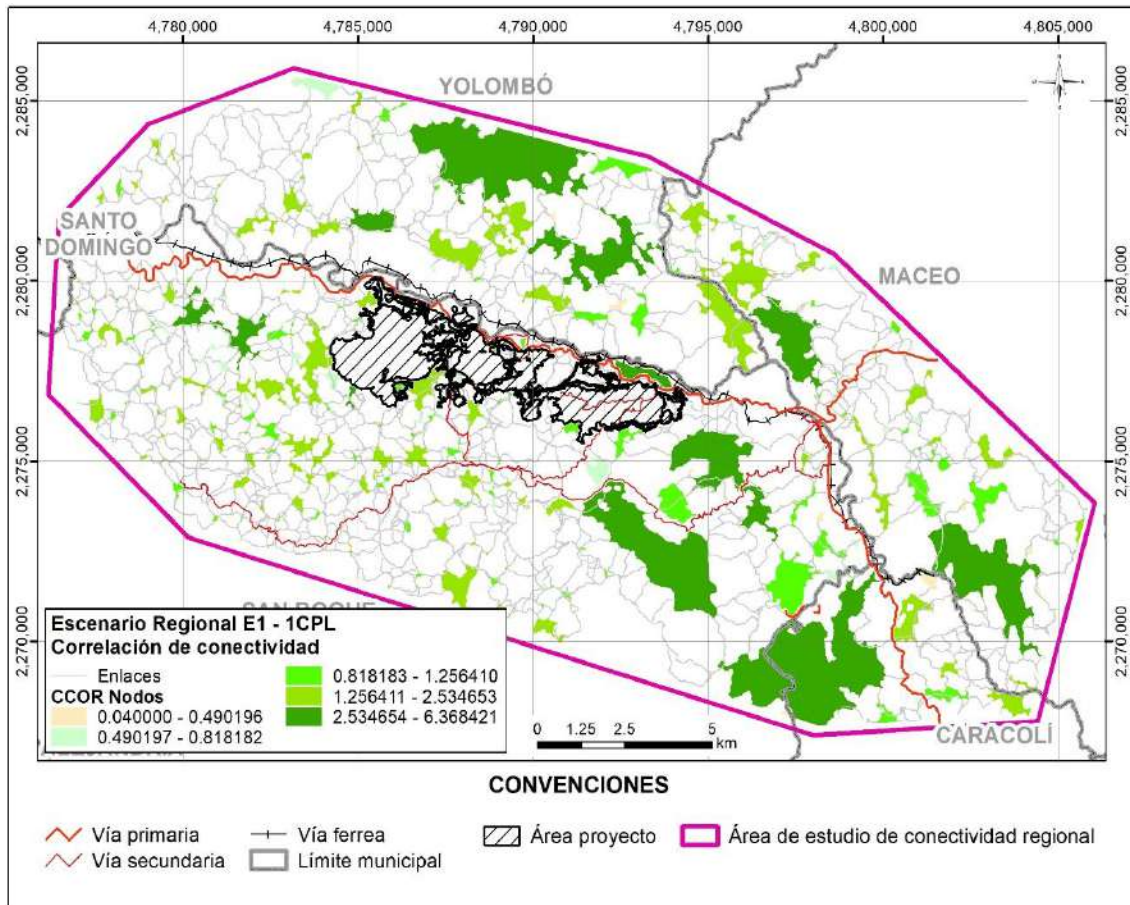 4,780,000 4,785,000 4,790,000 4,795,000 4,800,000 4,805,000
YOLOMBÓ
2,285,000 2,285,000
SANTO
DOMINGO
MACEO
2,280,000 2,280,000
2,275,000 2,275,000
SAN ROQUE
2,270,000 2,270,000
Escenario Regional E1 - 1CPL
Correlación de conectividad
Enlaces
CCOR Nodos
0.040000 - 0.490196
0.490197 - 0.818182
0.818183 - 1.256410
1.256411 - 2.534653
2.534654 - 6.368421
0 1.25 2.5 5
km
CARACOLÍ
CONVENCIONES
Vía primaria
Vía secundaria
Vía ferrea
Límite municipal
Área proyecto
Área de estudio de conectividad regional